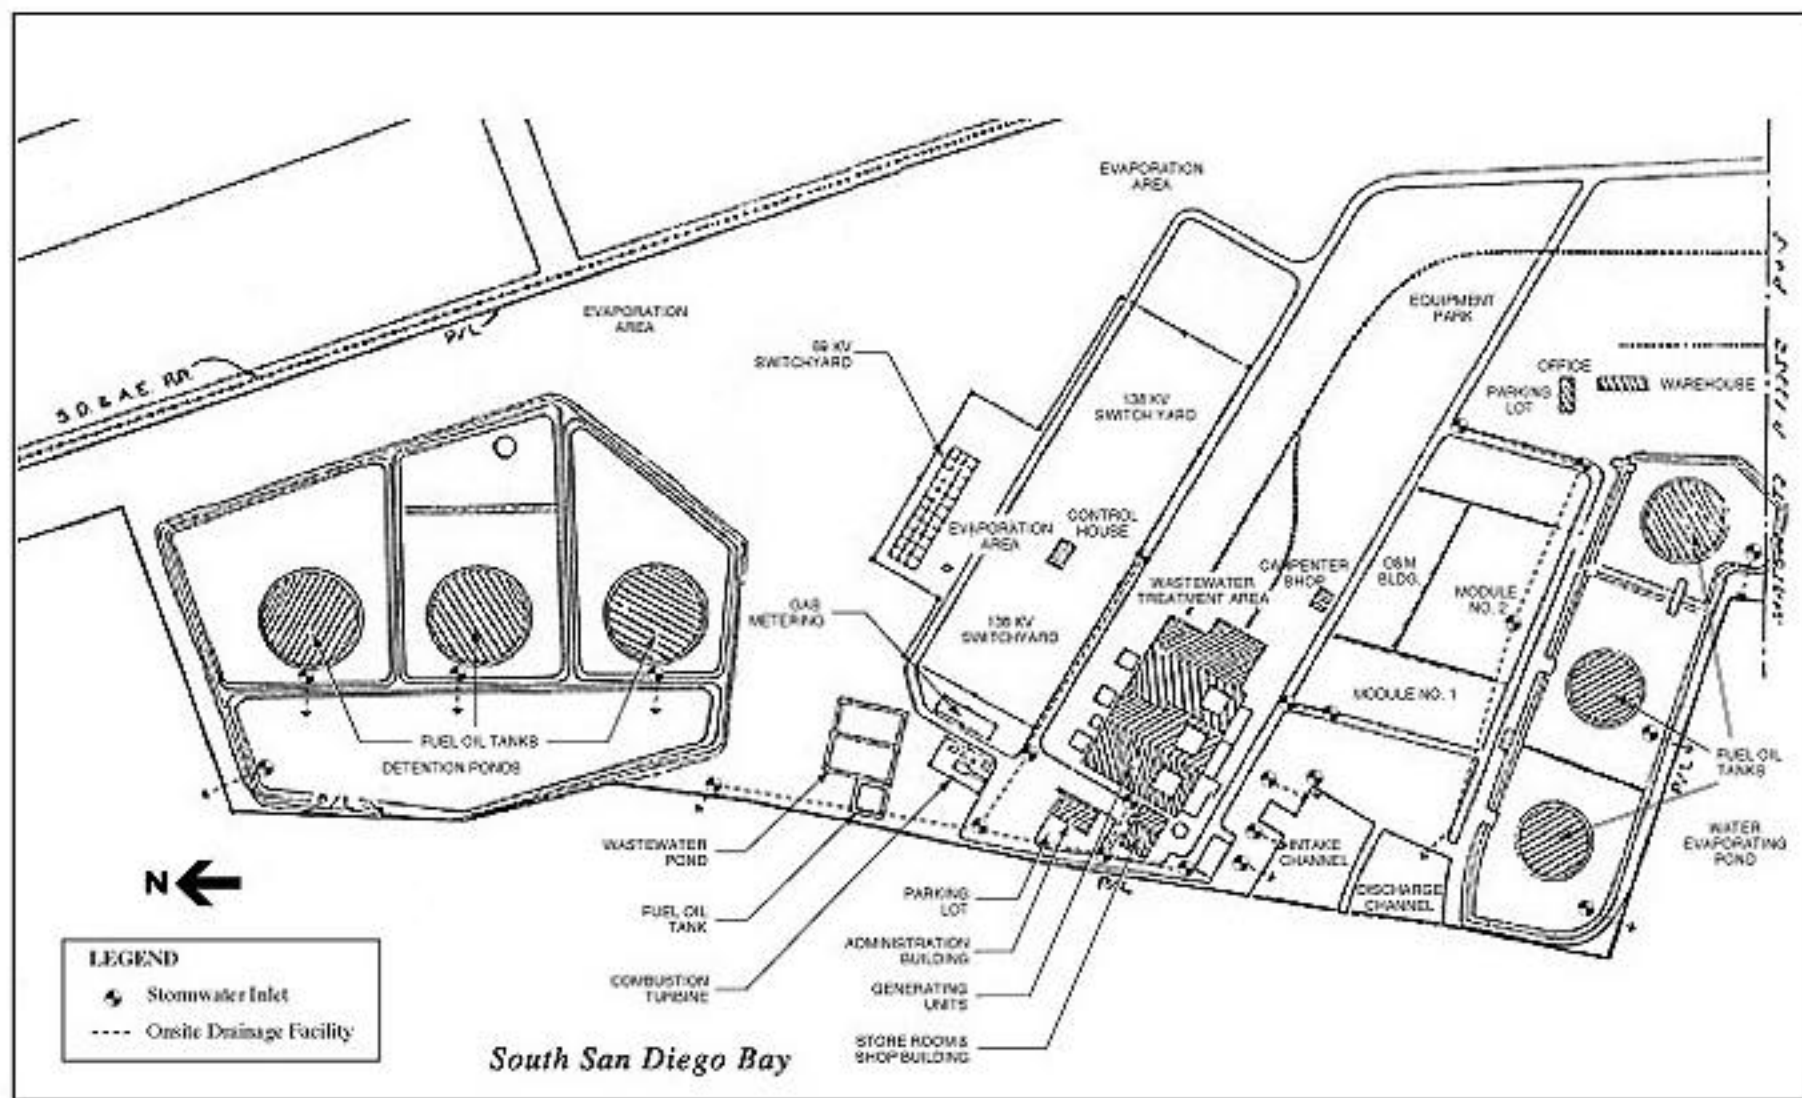 EVAPORATION
AREA
EVAPORATION
AREA
P/L
S.D. & A.E. RR
69 KV
SWITCHYARD
138 KV
SWITCH YARD
EQUIPMENT
PARK
OFFICE
PARKING
LOT
WAREHOUSE
EVAPORATION
AREA
CONTROL
HOUSE
WASTEWATER
TREATMENT AREA
CARPENTER
SHOP
O&M
BLDG.
MODULE
NO. 2
GAS
METERING
138 KV
SWITCHYARD
MODULE NO. 1
FUEL OIL TANKS
DETENTION PONDS
P/L
FUEL OIL
TANKS
P/L
WATER
EVAPORATING
POND
INTAKE
CHANNEL
DISCHARGE
CHANNEL
P/L
WASTEWATER
POND
FUEL OIL
TANK
COMBUSTION
TURBINE
PARKING
LOT
ADMINISTRATION
BUILDING
GENERATING
UNITS
STORE ROOM &
SHOP BUILDING
N
LEGEND
Stormwater Inlet
Onsite Drainage Facility
South San Diego Bay